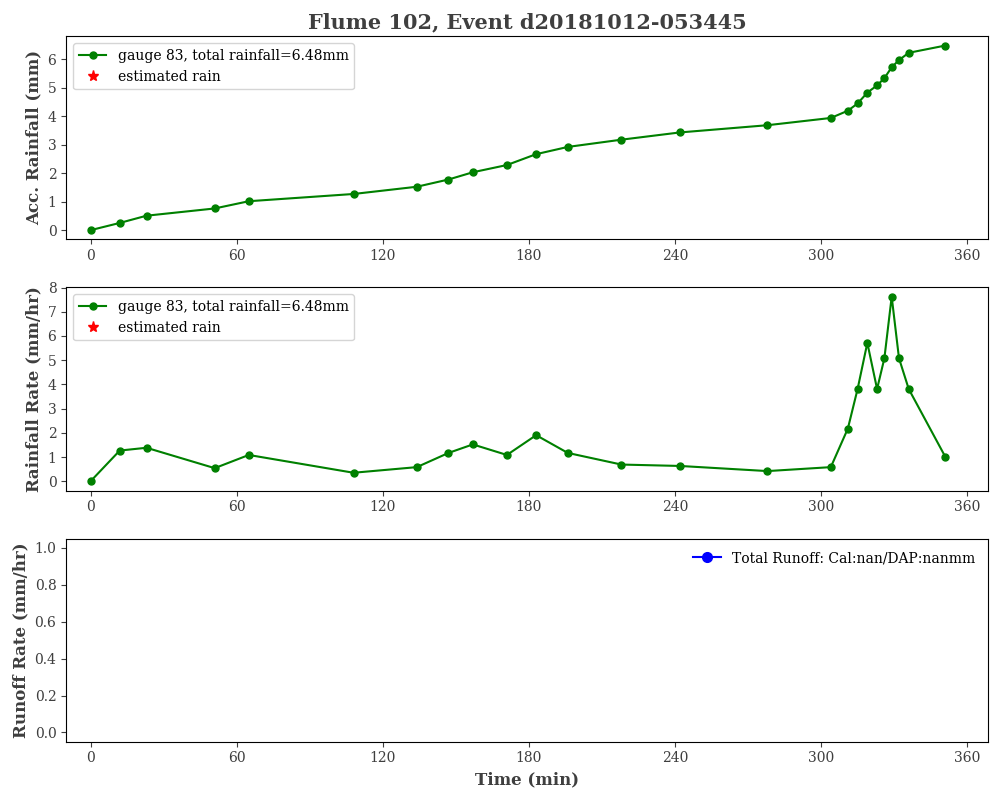 Flume 102, Event d20181012-053445
Acc. Rainfall (mm)
6
5
4
3
2
1
0
gauge 83, total rainfall=6.48mm
estimated rain
0 60 120 180 240 300 360
Rainfall Rate (mm/hr)
8
7
6
5
4
3
2
1
0
gauge 83, total rainfall=6.48mm
estimated rain
0 60 120 180 240 300 360
Runoff Rate (mm/hr)
1.0
0.8
0.6
0.4
0.2
0.0
Total Runoff: Cal:nan/DAP:nanmm
0 60 120 180 240 300 360
Time (min)